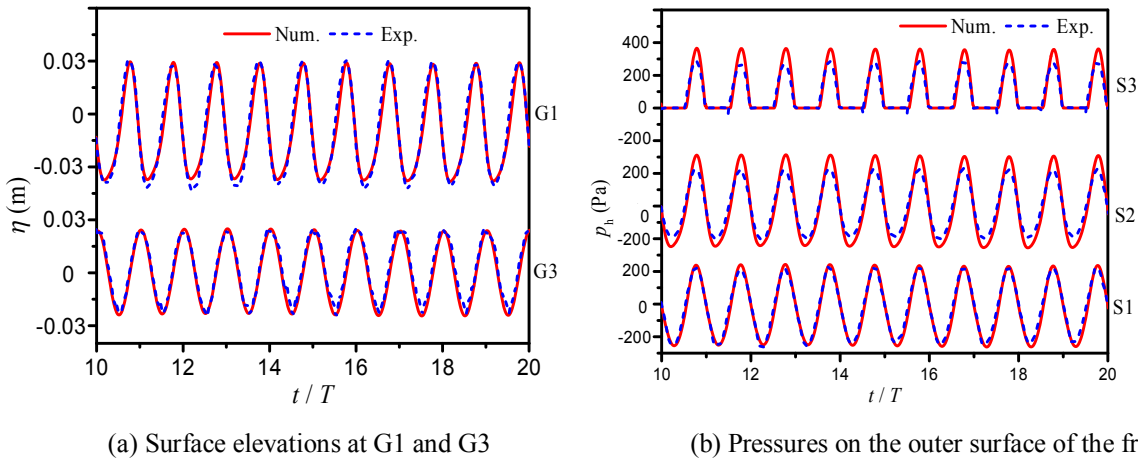 Num. Exp.
0.03
0
-0.03
0.03
0
-0.03
η (m)
G1
G3
10 12 14 16 18 20
t / T
(a) Surface elevations at G1 and G3
Num. Exp.
400
200
0
-200
200
0
-200
200
0
-200
p_h (Pa)
S3
S2
S1
10 12 14 16 18 20
t / T
(b) Pressures on the outer surface of the fr